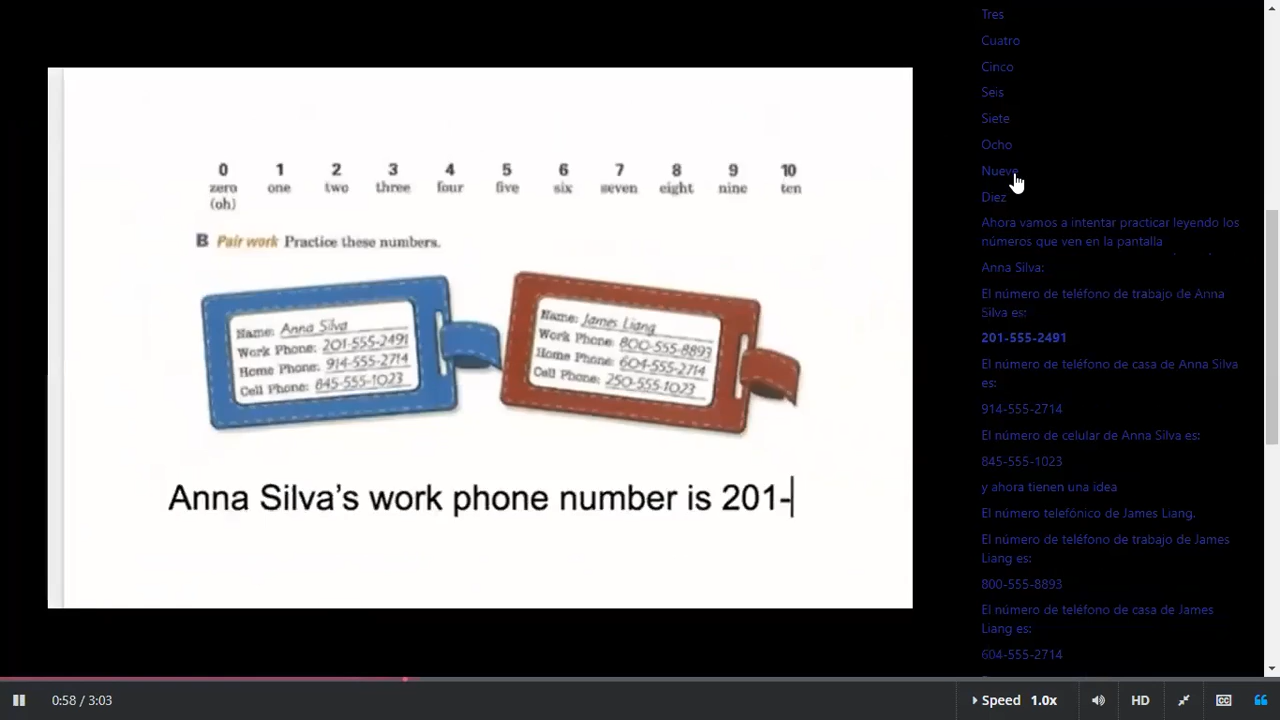 0 1 2 3 4 5 6 7 8 9 10
zero one two three four five six seven eight nine ten
(oh)
B Pair work Practice these numbers.
Name: Anna Silva
Work Phone: 201-555-2491
Home Phone: 914-555-2714
Cell Phone: 845-555-1023
Name: James Liang
Work Phone: 800-555-8893
Home Phone: 604-555-2714
Cell Phone: 250-555-1023
Anna Silva's work phone number is 201-
Tres
Cuatro
Cinco
Seis
Siete
Ocho
Nueve
Diez
Ahora vamos a intentar practicar leyendo los
números que ven en la pantalla
Anna Silva:
El número de teléfono de trabajo de Anna
Silva es:
201-555-2491
El número de teléfono de casa de Anna Silva
es:
914-555-2714
El número de celular de Anna Silva es:
845-555-1023
y ahora tienen una idea
El número telefónico de James Liang.
El número de teléfono de trabajo de James
Liang es:
800-555-8893
El número de teléfono de casa de James
Liang es:
604-555-2714
0:58 / 3:03
Speed 1.0x
HD
CC